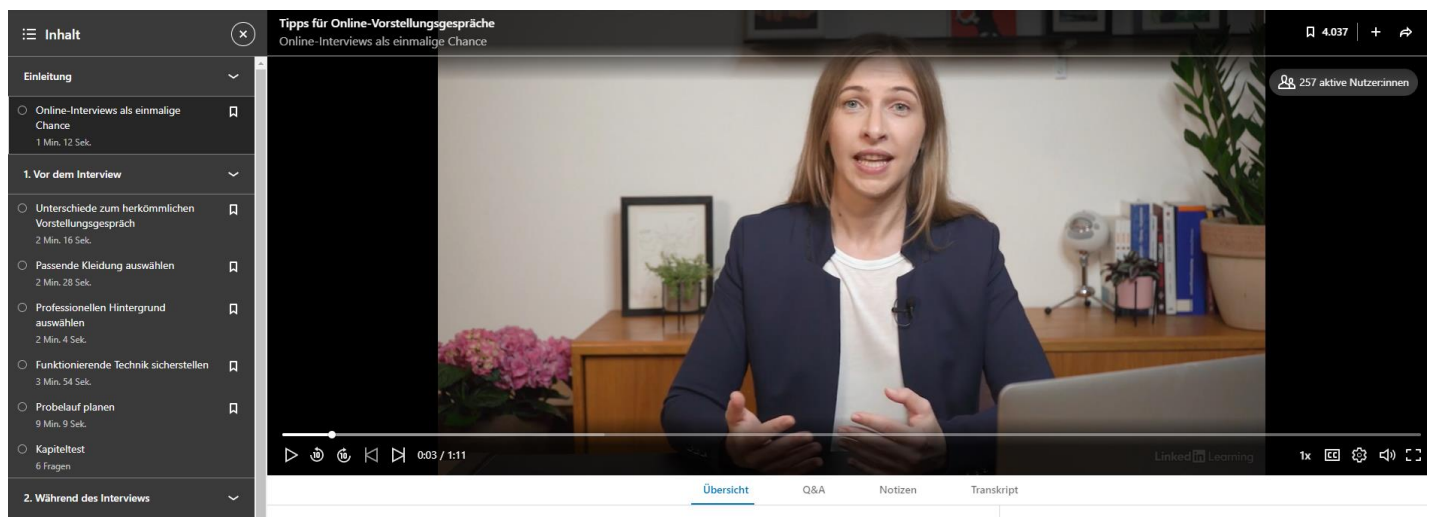 Inhalt
Einleitung
Online-Interviews als einmalige
Chance
1 Min. 12 Sek.
1. Vor dem Interview
Unterschiede zum herkömmlichen
Vorstellungsgespräch
2 Min. 16 Sek.
Passende Kleidung auswählen
2 Min. 28 Sek.
Professionellen Hintergrund
auswählen
2 Min. 4 Sek.
Funktionierende Technik sicherstellen
3 Min. 54 Sek.
Probelauf planen
9 Min. 9 Sek.
Kapiteltest
6 Fragen
2. Während des Interviews
Tipps für Online-Vorstellungsgespräche
Online-Interviews als einmalige Chance
4.037
257 aktive Nutzer:innen
10 10 0:03 / 1:11
LinkedIn Learning
1x CC
Übersicht Q&A Notizen Transkript